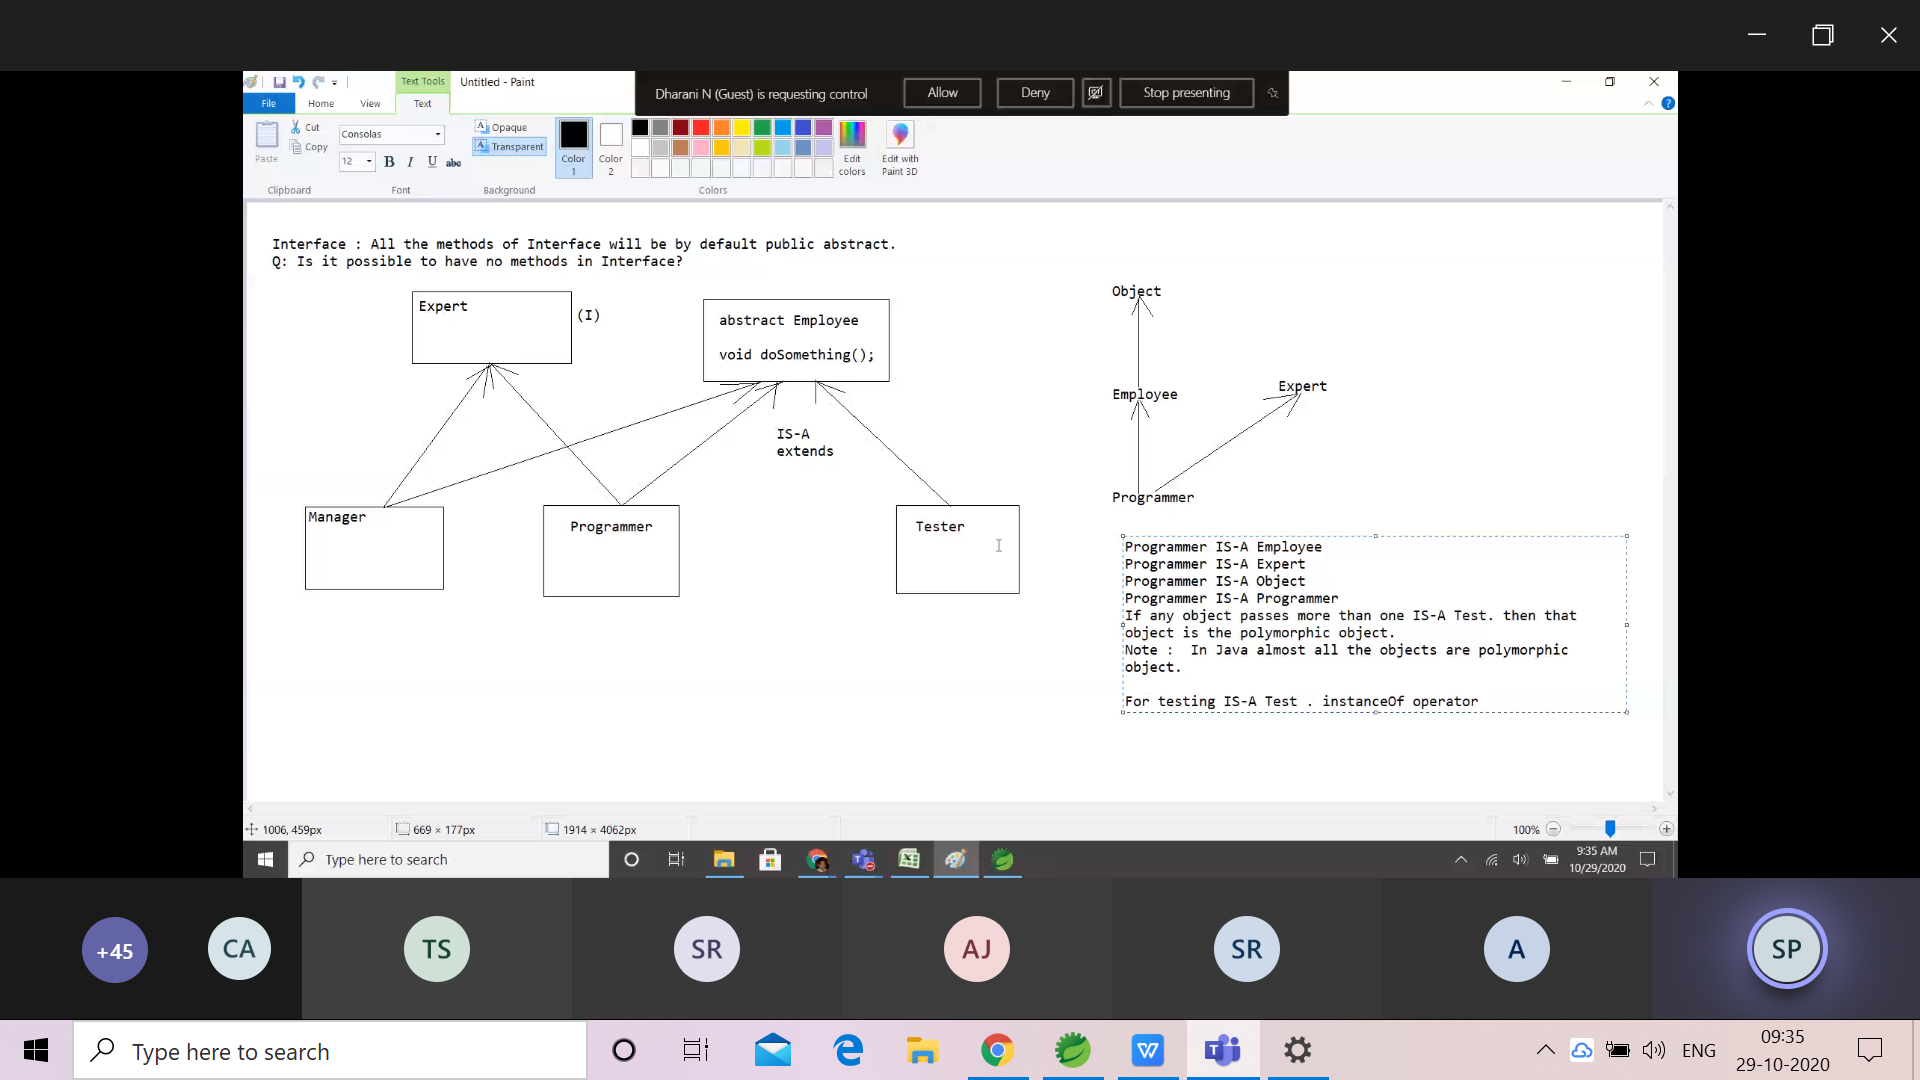 Text Tools
Untitled - Paint
Dharani N (Guest) is requesting control
Allow
Deny
Stop presenting
File
Home
View
Text
Paste
Cut
Copy
Clipboard
Consolas
12
B I U abc
Font
Opaque
Transparent
Background
Color 1
Color 2
Colors
Edit colors
Edit with Paint 3D
Interface : All the methods of Interface will be by default public abstract.
Q: Is it possible to have no methods in Interface?
Expert
(I)
abstract Employee
void doSomething();
IS-A
extends
Manager
Programmer
Tester
Object
Employee
Expert
Programmer
Programmer IS-A Employee
Programmer IS-A Expert
Programmer IS-A Object
Programmer IS-A Programmer
If any object passes more than one IS-A Test. then that
object is the polymorphic object.
Note :  In Java almost all the objects are polymorphic
object.
For testing IS-A Test . instanceOf operator
1006, 459px
669 × 177px
1914 × 4062px
100%
Type here to search
9:35 AM
10/29/2020
+45
CA
TS
SR
AJ
SR
A
SP
Type here to search
ENG
09:35
29-10-2020